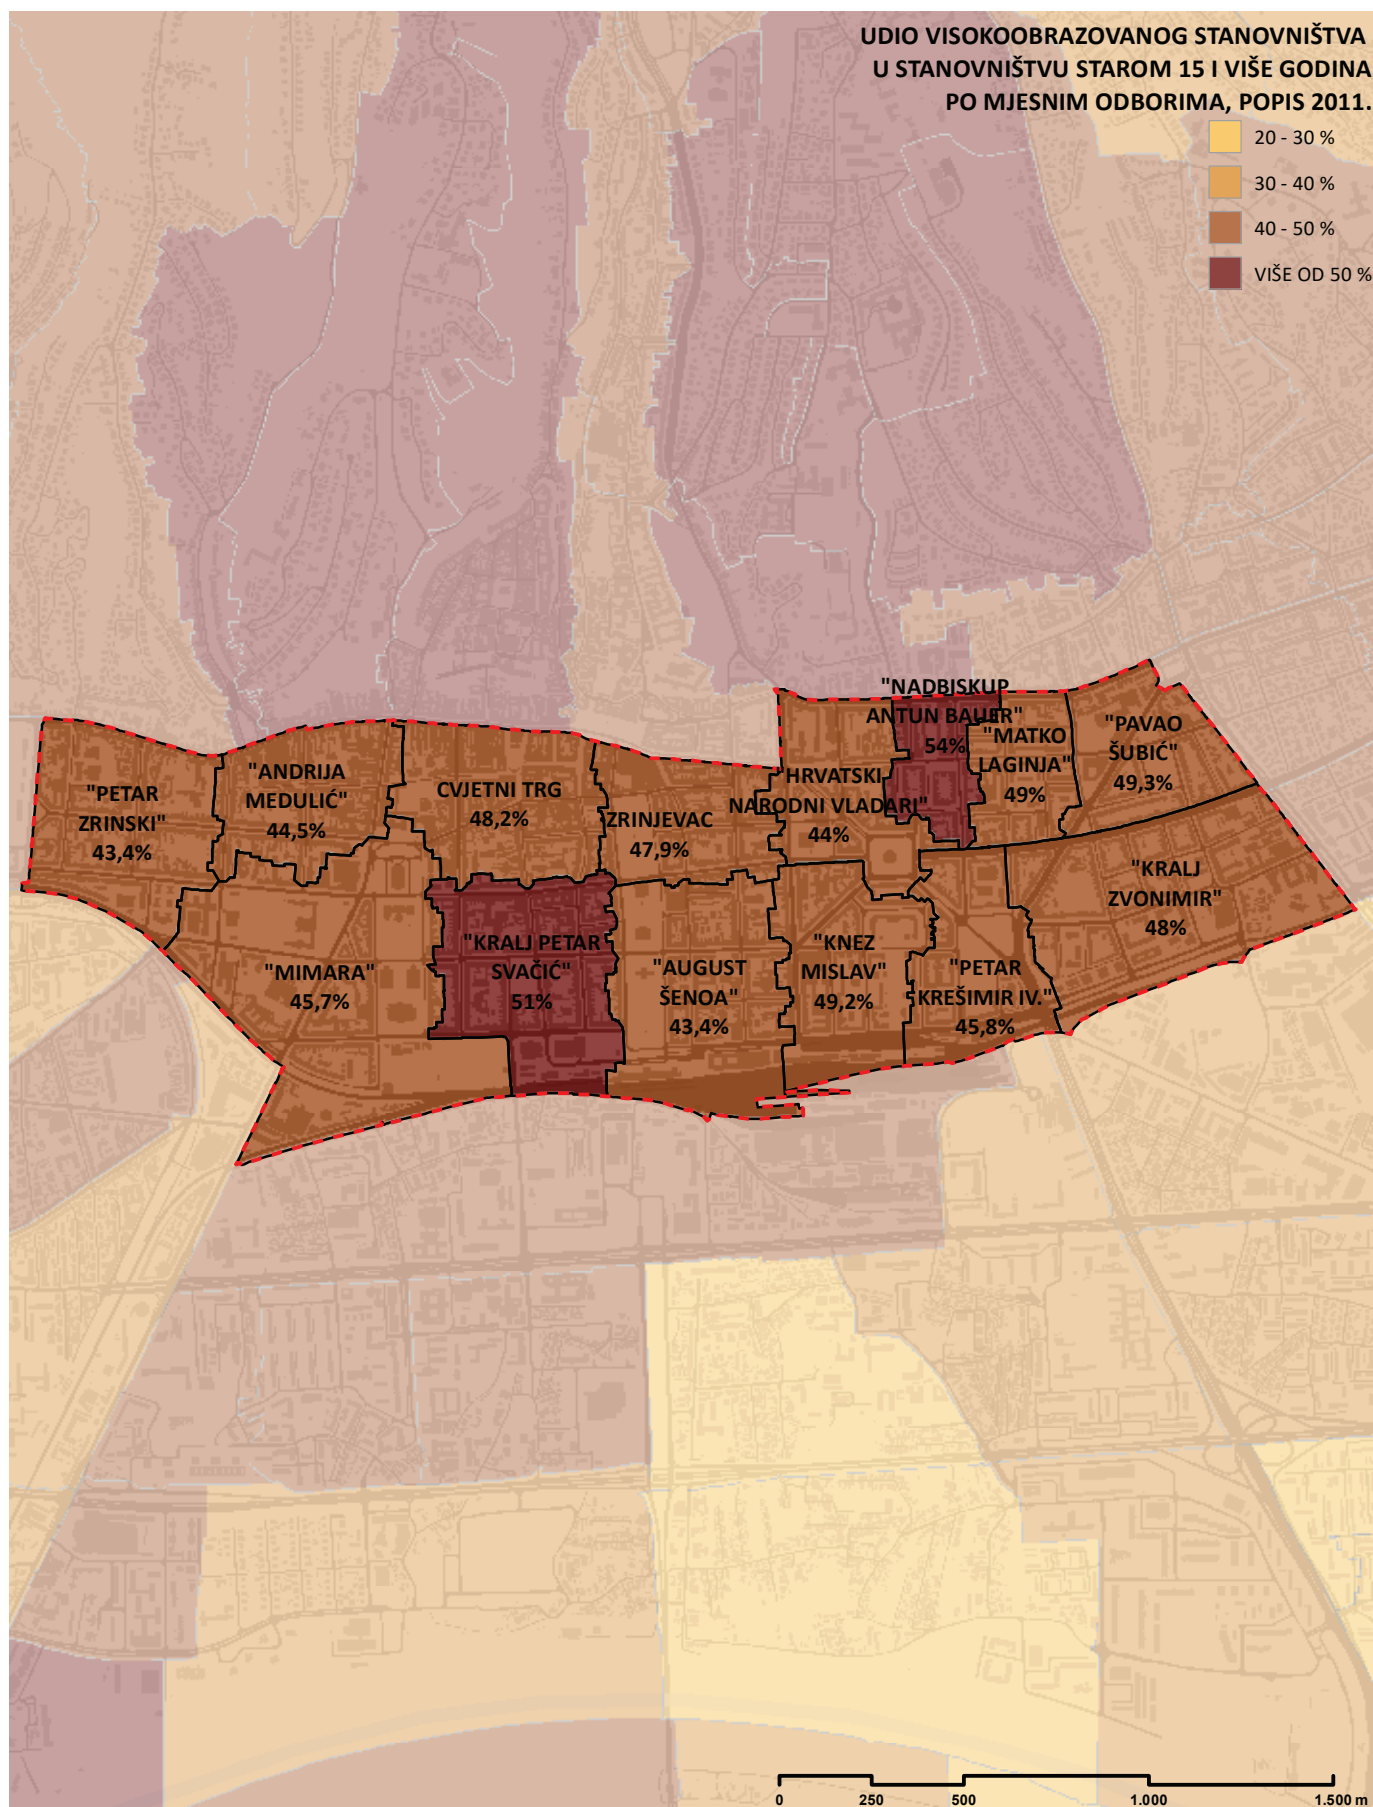 UDIO VISOKOOBRAZOVANOG STANOVNIŠTVA
U STANOVNIŠTVU STAROM 15 I VIŠE GODINA
PO MJESNIM ODBORIMA, POPIS 2011.
20 - 30 %
30 - 40 %
40 - 50 %
VIŠE OD 50 %
"NADBISKUP
ANTUN BAUER"
54%
"MATKO
LAGINJA"
49%
"PAVAO
ŠUBIĆ"
49,3%
"PETAR
ZRINSKI"
43,4%
"ANDRIJA
MEDULIĆ"
44,5%
CVJETNI TRG
48,2%
ZRINJEVAC
47,9%
HRVATSKI
NARODNI VLADARI"
44%
"KRALJ
ZVONIMIR"
48%
"MIMARA"
45,7%
"KRALJ PETAR
SVAČIĆ"
51%
"AUGUST
ŠENOA"
43,4%
"KNEZ
MISLAV"
49,2%
"PETAR
KREŠIMIR IV."
45,8%
0 250 500 1.000 1.500 m